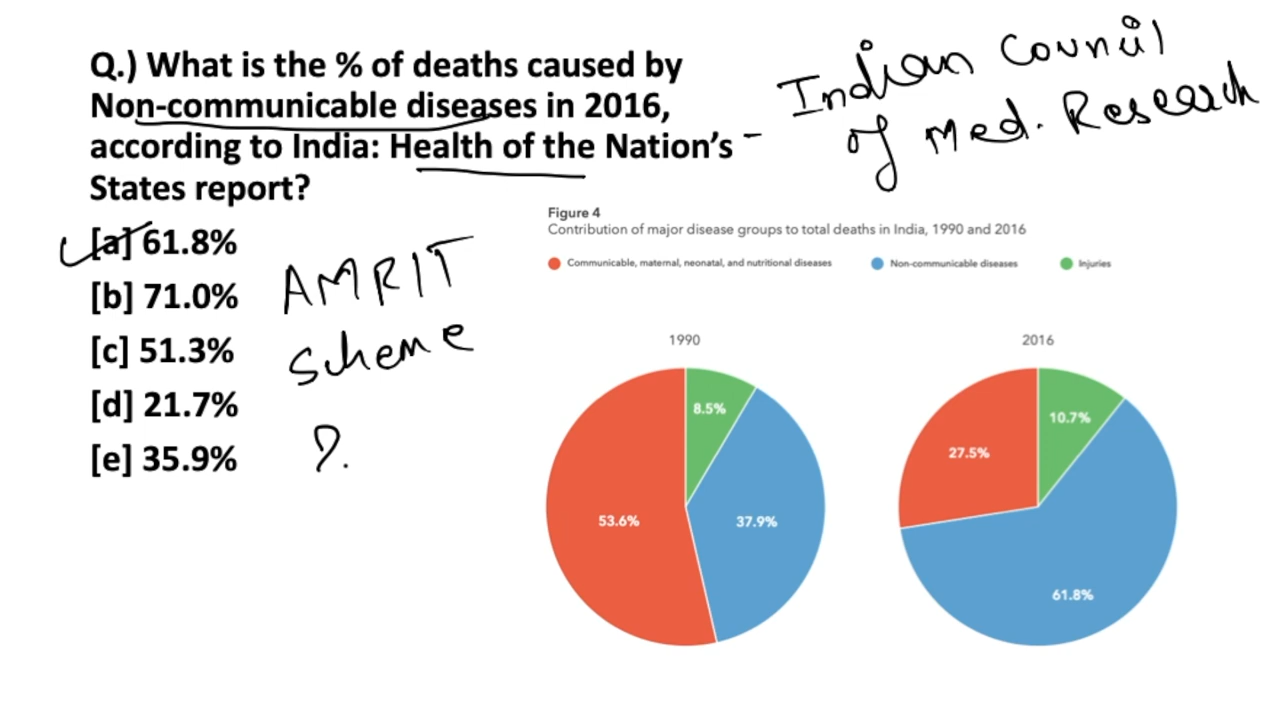 Q.) What is the % of deaths caused by
Non-communicable diseases in 2016,
according to India: Health of the Nation's -
States report?
[a] 61.8%
[b] 71.0%
[c] 51.3%
[d] 21.7%
[e] 35.9%
Indian Council
of Med. Research
AMRIT
Scheme
?
Figure 4
Contribution of major disease groups to total deaths in India, 1990 and 2016
Communicable, maternal, neonatal, and nutritional diseases Non-communicable diseases Injuries
1990
8.5%
53.6%
37.9%
2016
10.7%
27.5%
61.8%